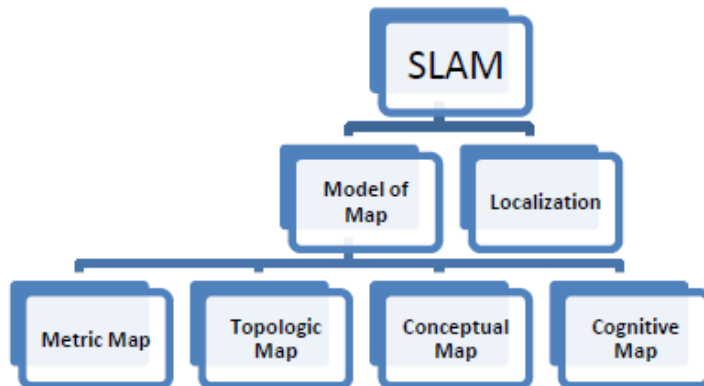 SLAM
Model of
Map
Localization
Metric Map
Topologic
Map
Conceptual
Map
Cognitive
Map